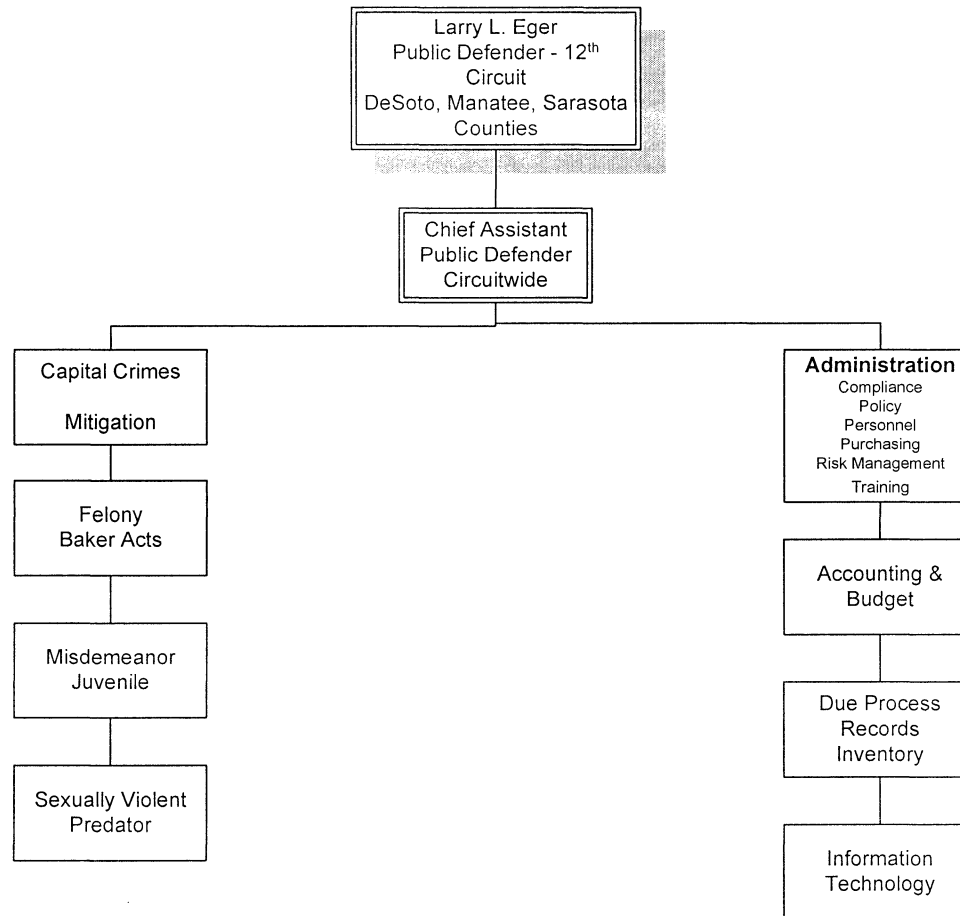 Larry L. Eger
Public Defender - 12th
Circuit
DeSoto, Manatee, Sarasota
Counties
Chief Assistant
Public Defender
Circuitwide
Capital Crimes
Mitigation
Felony
Baker Acts
Misdemeanor
Juvenile
Sexually Violent
Predator
Administration
Compliance
Policy
Personnel
Purchasing
Risk Management
Training
Accounting &
Budget
Due Process
Records
Inventory
Information
Technology